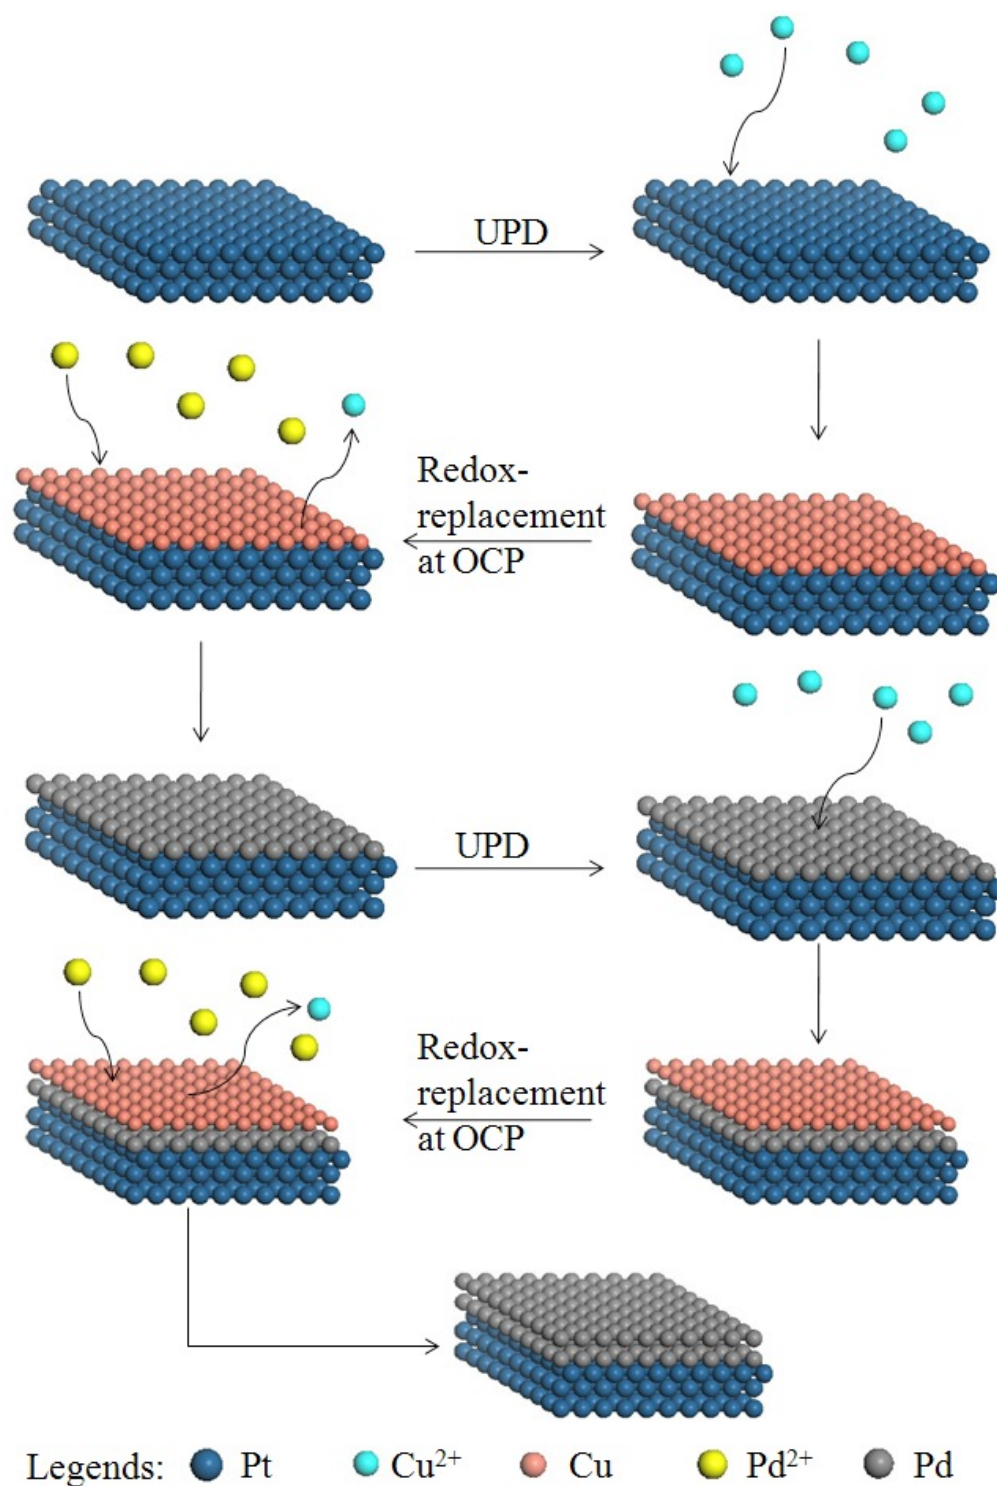 UPD
Redox-
replacement
at OCP
UPD
Redox-
replacement
at OCP
Legends: Pt Cu²⁺ Cu Pd²⁺ Pd